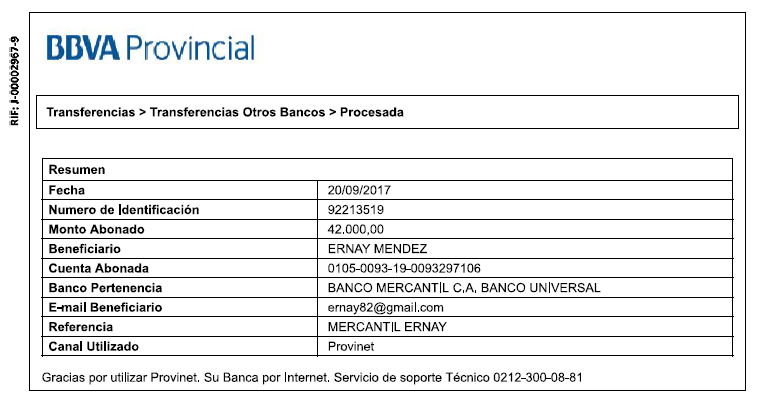 RIF: J-00002967-9
BBVA Provincial
Transferencias > Transferencias Otros Bancos > Procesada
Resumen
Fecha 20/09/2017
Numero de Identificación 92213519
Monto Abonado 42.000,00
Beneficiario ERNAY MENDEZ
Cuenta Abonada 0105-0093-19-0093297106
Banco Pertenencia BANCO MERCANTIL C,A, BANCO UNIVERSAL
E-mail Beneficiario ernay82@gmail.com
Referencia MERCANTIL ERNAY
Canal Utilizado Provinet
Gracias por utilizar Provinet. Su Banca por Internet. Servicio de soporte Técnico 0212-300-08-81